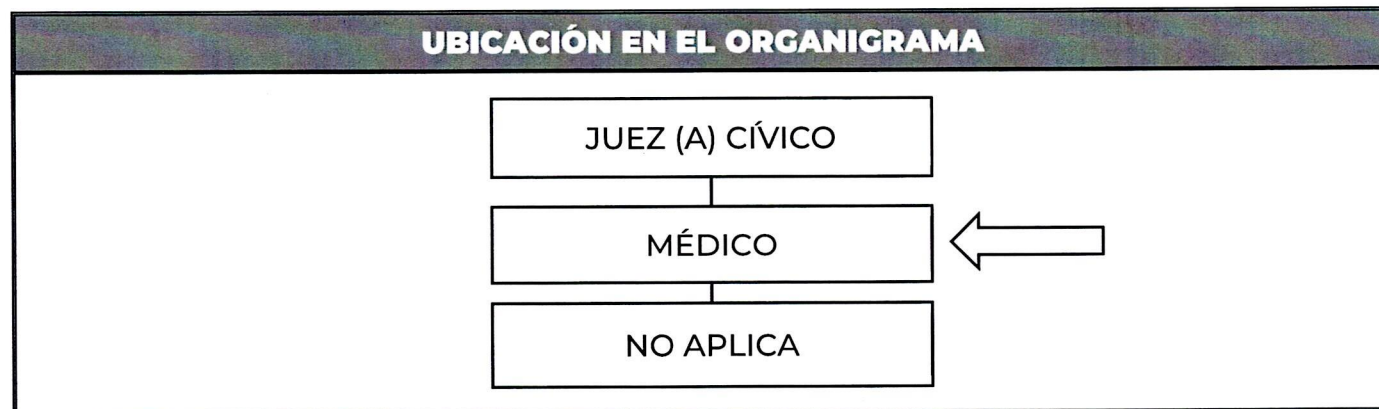 UBICACIÓN EN EL ORGANIGRAMA
JUEZ (A) CÍVICO
MÉDICO
NO APLICA